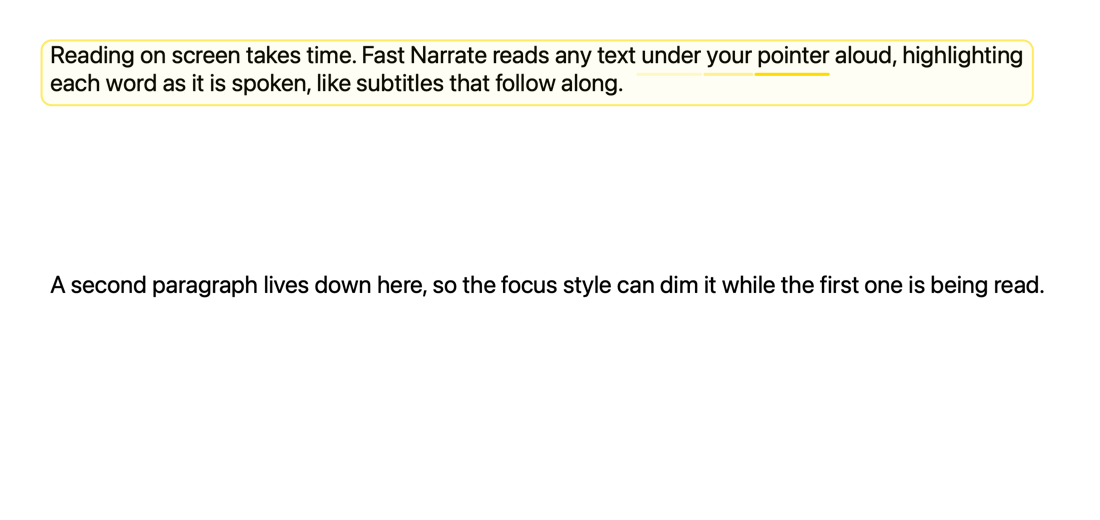 Reading on screen takes time. Fast Narrate reads any text under your pointer aloud, highlighting
each word as it is spoken, like subtitles that follow along.
A second paragraph lives down here, so the focus style can dim it while the first one is being read.